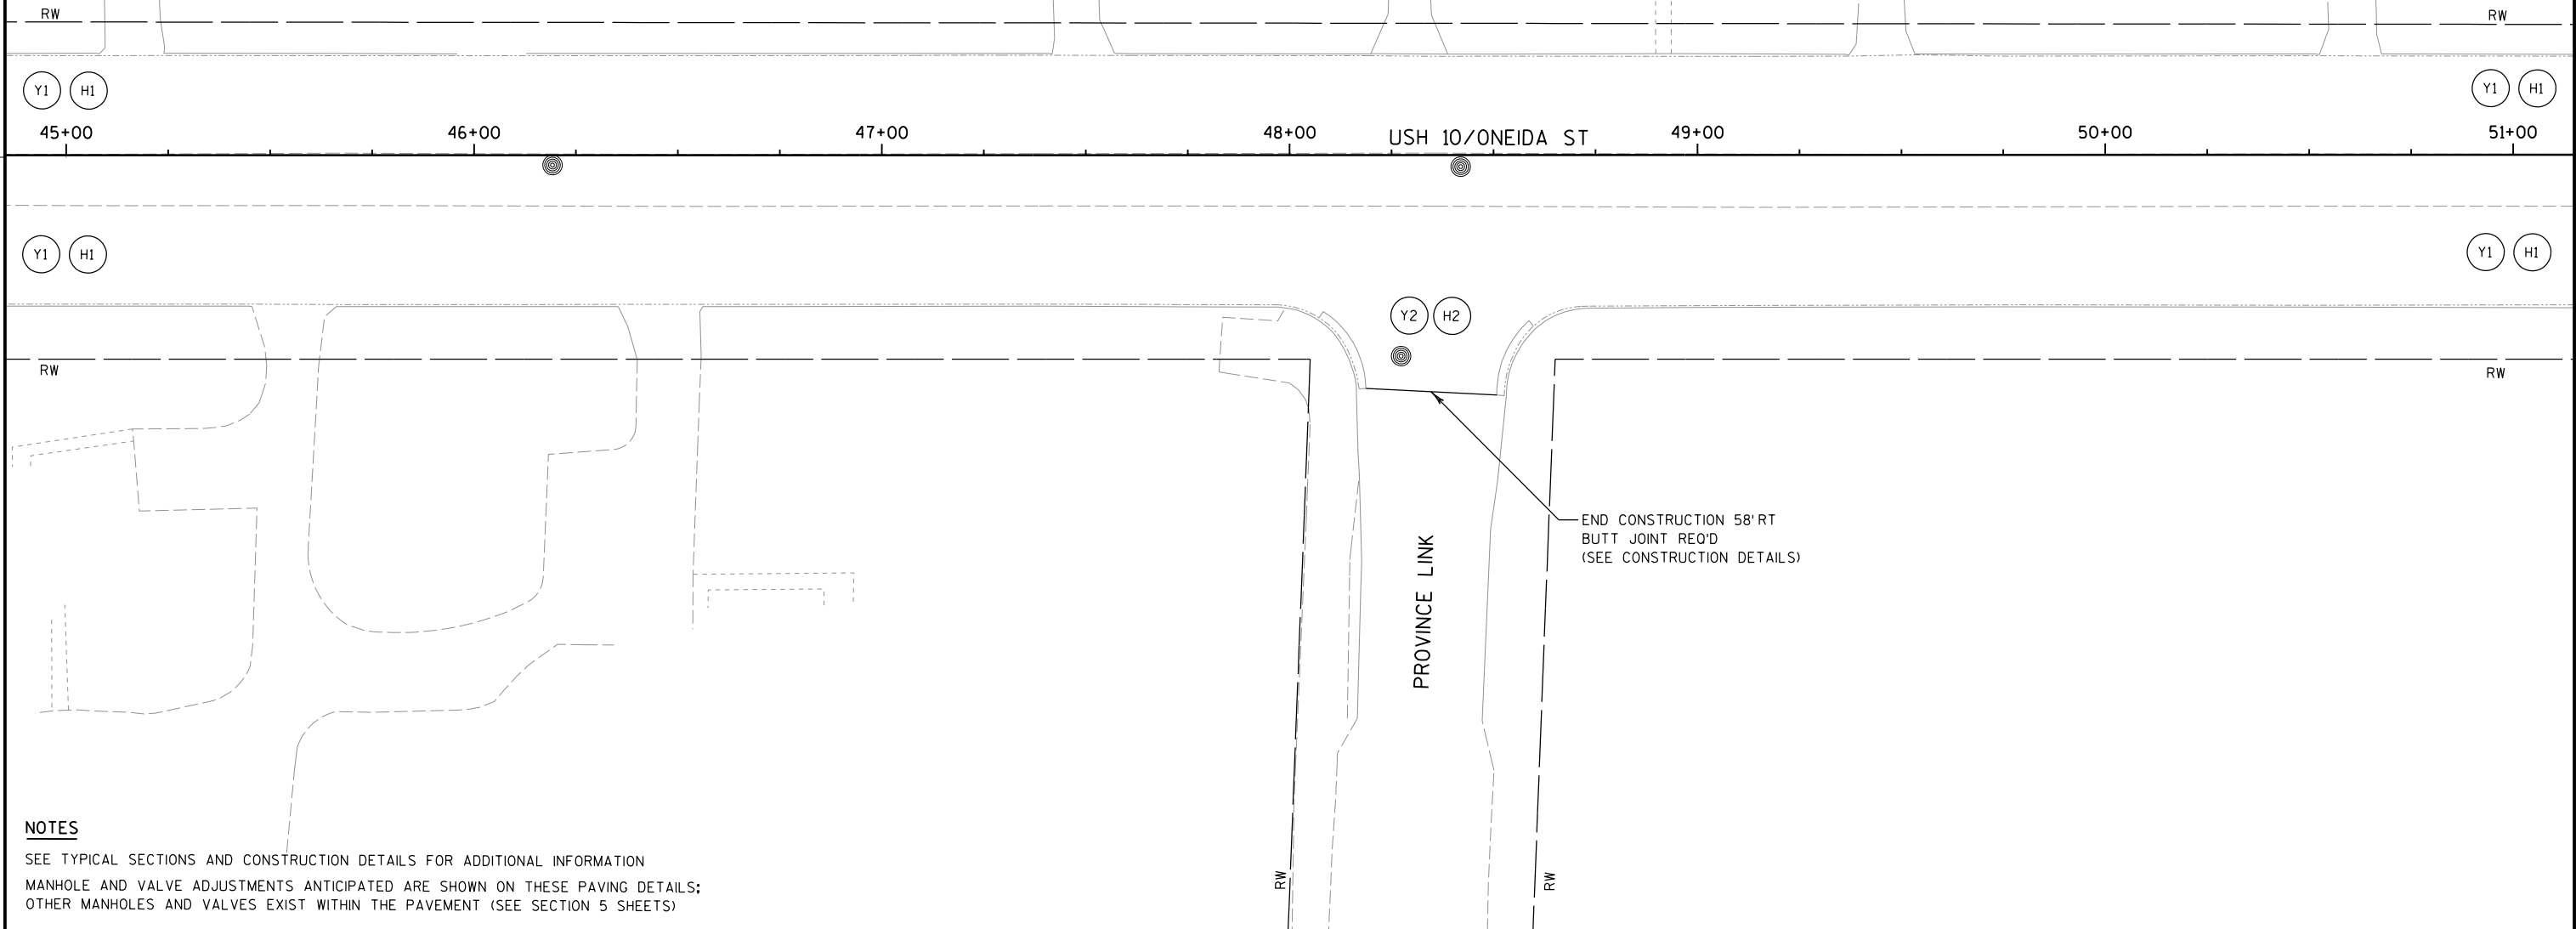 RW
RW
Y1 H1
Y1 H1
45+00 46+00 47+00 48+00 USH 10/ONEIDA ST 49+00 50+00 51+00
Y1 H1
Y1 H1
Y2 H2
RW
RW
END CONSTRUCTION 58'RT
BUTT JOINT REQ'D
(SEE CONSTRUCTION DETAILS)
PROVINCE LINK
RW
RW
NOTES
SEE TYPICAL SECTIONS AND CONSTRUCTION DETAILS FOR ADDITIONAL INFORMATION
MANHOLE AND VALVE ADJUSTMENTS ANTICIPATED ARE SHOWN ON THESE PAVING DETAILS;
OTHER MANHOLES AND VALVES EXIST WITHIN THE PAVEMENT (SEE SECTION 5 SHEETS)